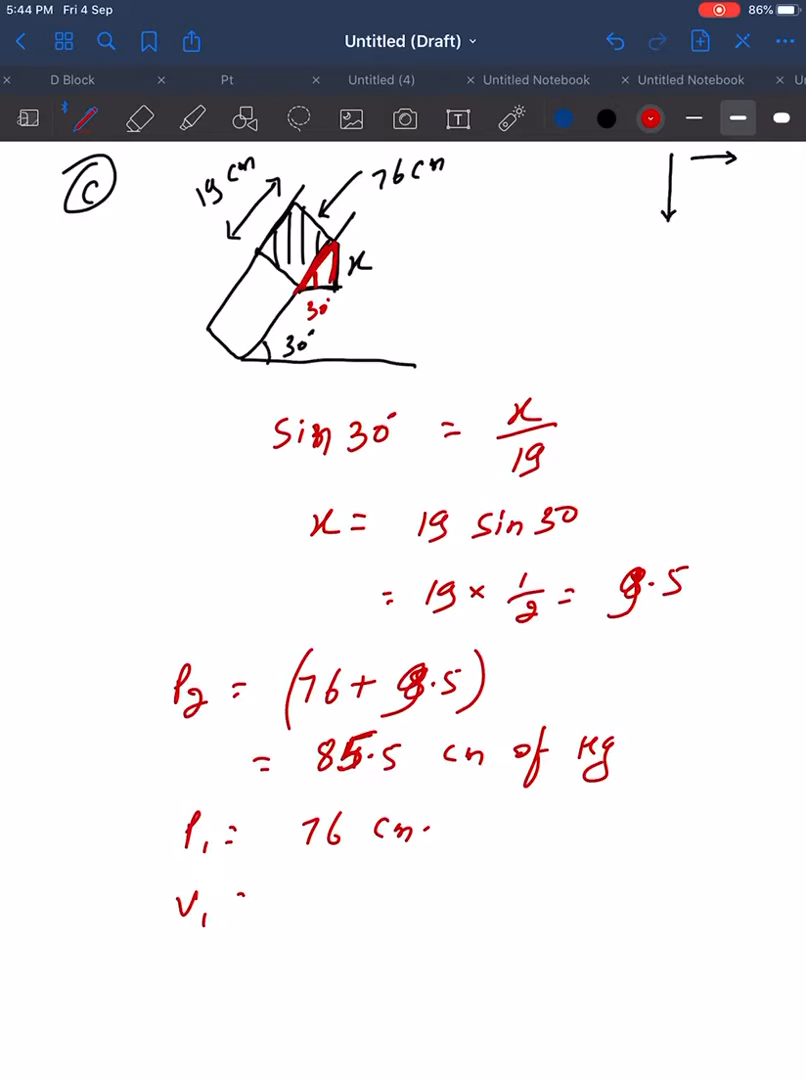 5:44 PM Fri 4 Sep 86%
Untitled (Draft)
D Block Pt Untitled (4) Untitled Notebook Untitled Notebook
T
C
19 cm
76 cm
x
30°
30°
sin 30° = x/19
x = 19 sin 30
= 19 × 1/2 = 9.5
P2 = (76 + 9.5)
= 85.5 cm of Hg
P1 = 76 cm.
V1 =